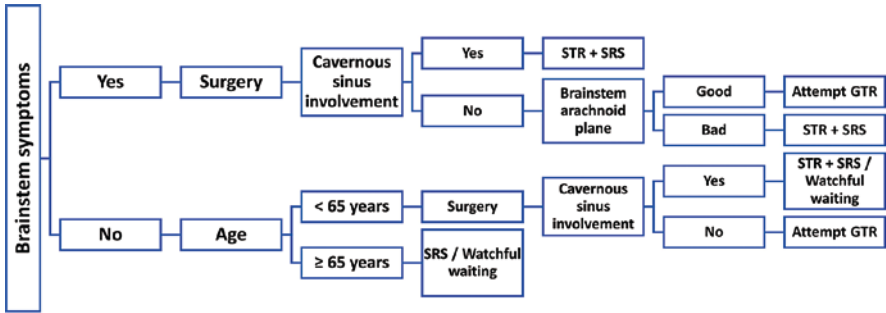 Brainstem symptoms
Yes
Surgery
Cavernous
sinus
involvement
Yes
STR + SRS
No
Brainstem
arachnoid
plane
Good
Attempt GTR
Bad
STR + SRS
No
Age
< 65 years
Surgery
Cavernous
sinus
involvement
Yes
STR + SRS /
Watchful
waiting
No
Attempt GTR
≥ 65 years
SRS / Watchful
waiting